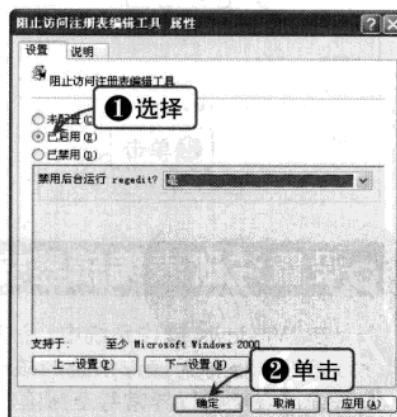 阻止访问注册表编辑工具 属性
设置 说明
阻止访问注册表编辑工具
❶选择
未配置(C)
已启用(E)
已禁用(D)
禁用后台运行 regedit? 是
支持于: 至少 Microsoft Windows 2000
上一设置(P) 下一设置(N)
❷单击
确定 取消 应用(A)